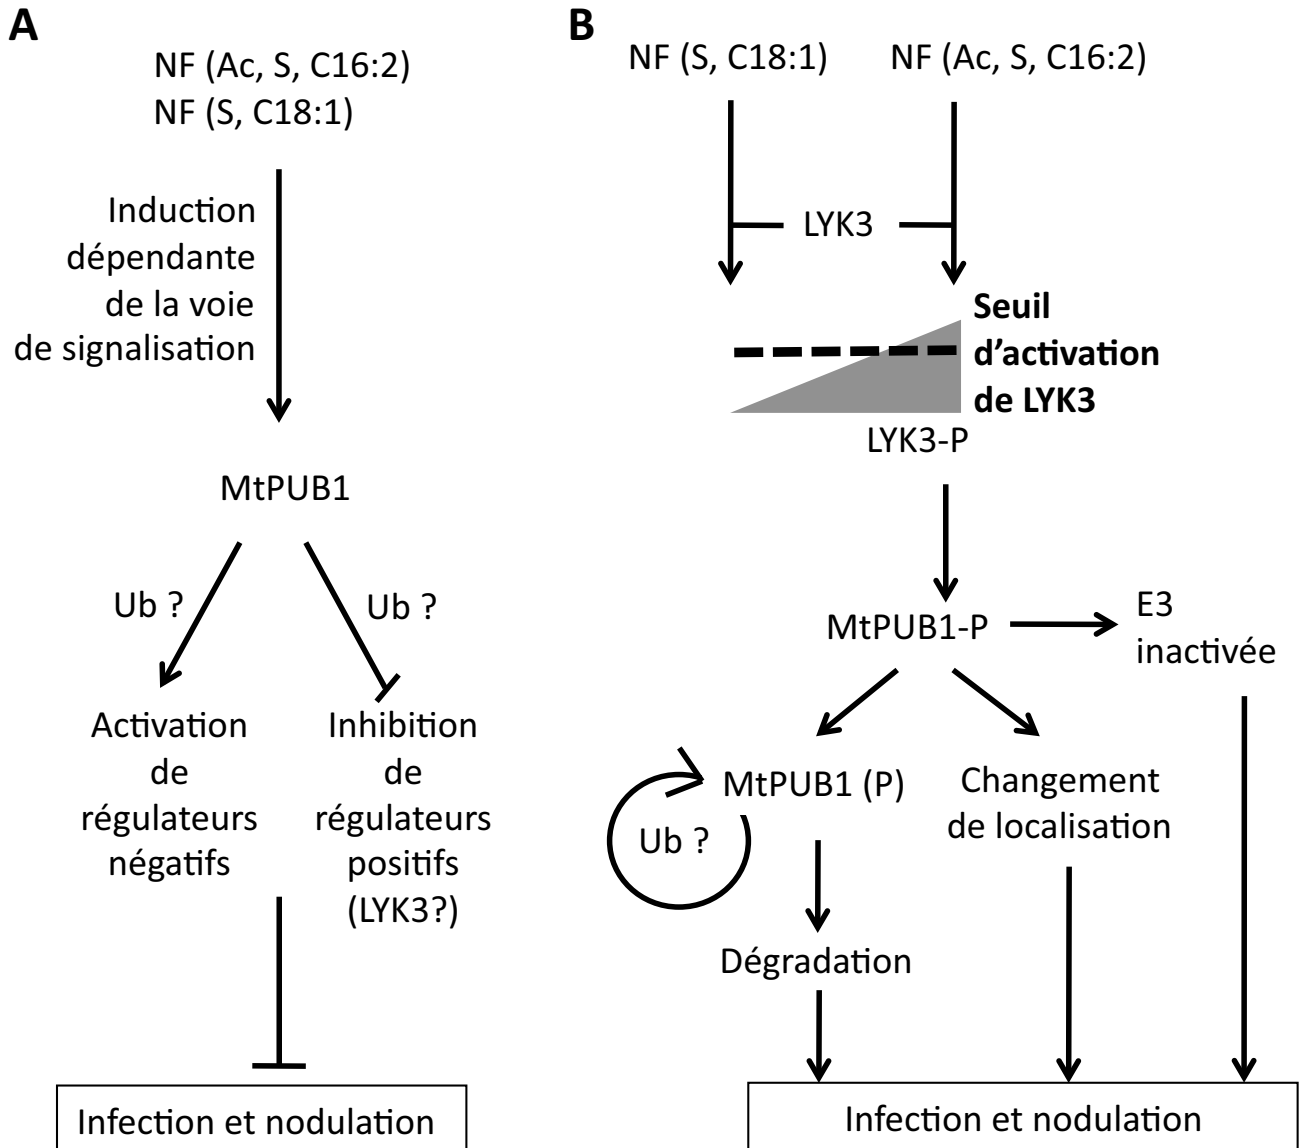 A
NF (Ac, S, C16:2)
NF (S, C18:1)
Induction
dépendante
de la voie
de signalisation
MtPUB1
Ub ?
Ub ?
Activation
de
régulateurs
négatifs
Inhibition
de
régulateurs
positifs
(LYK3?)
Infection et nodulation
B
NF (S, C18:1)
NF (Ac, S, C16:2)
LYK3
Seuil
d’activation
de LYK3
LYK3-P
MtPUB1-P
E3
inactivée
MtPUB1 (P)
Ub ?
Changement
de localisation
Dégradation
Infection et nodulation